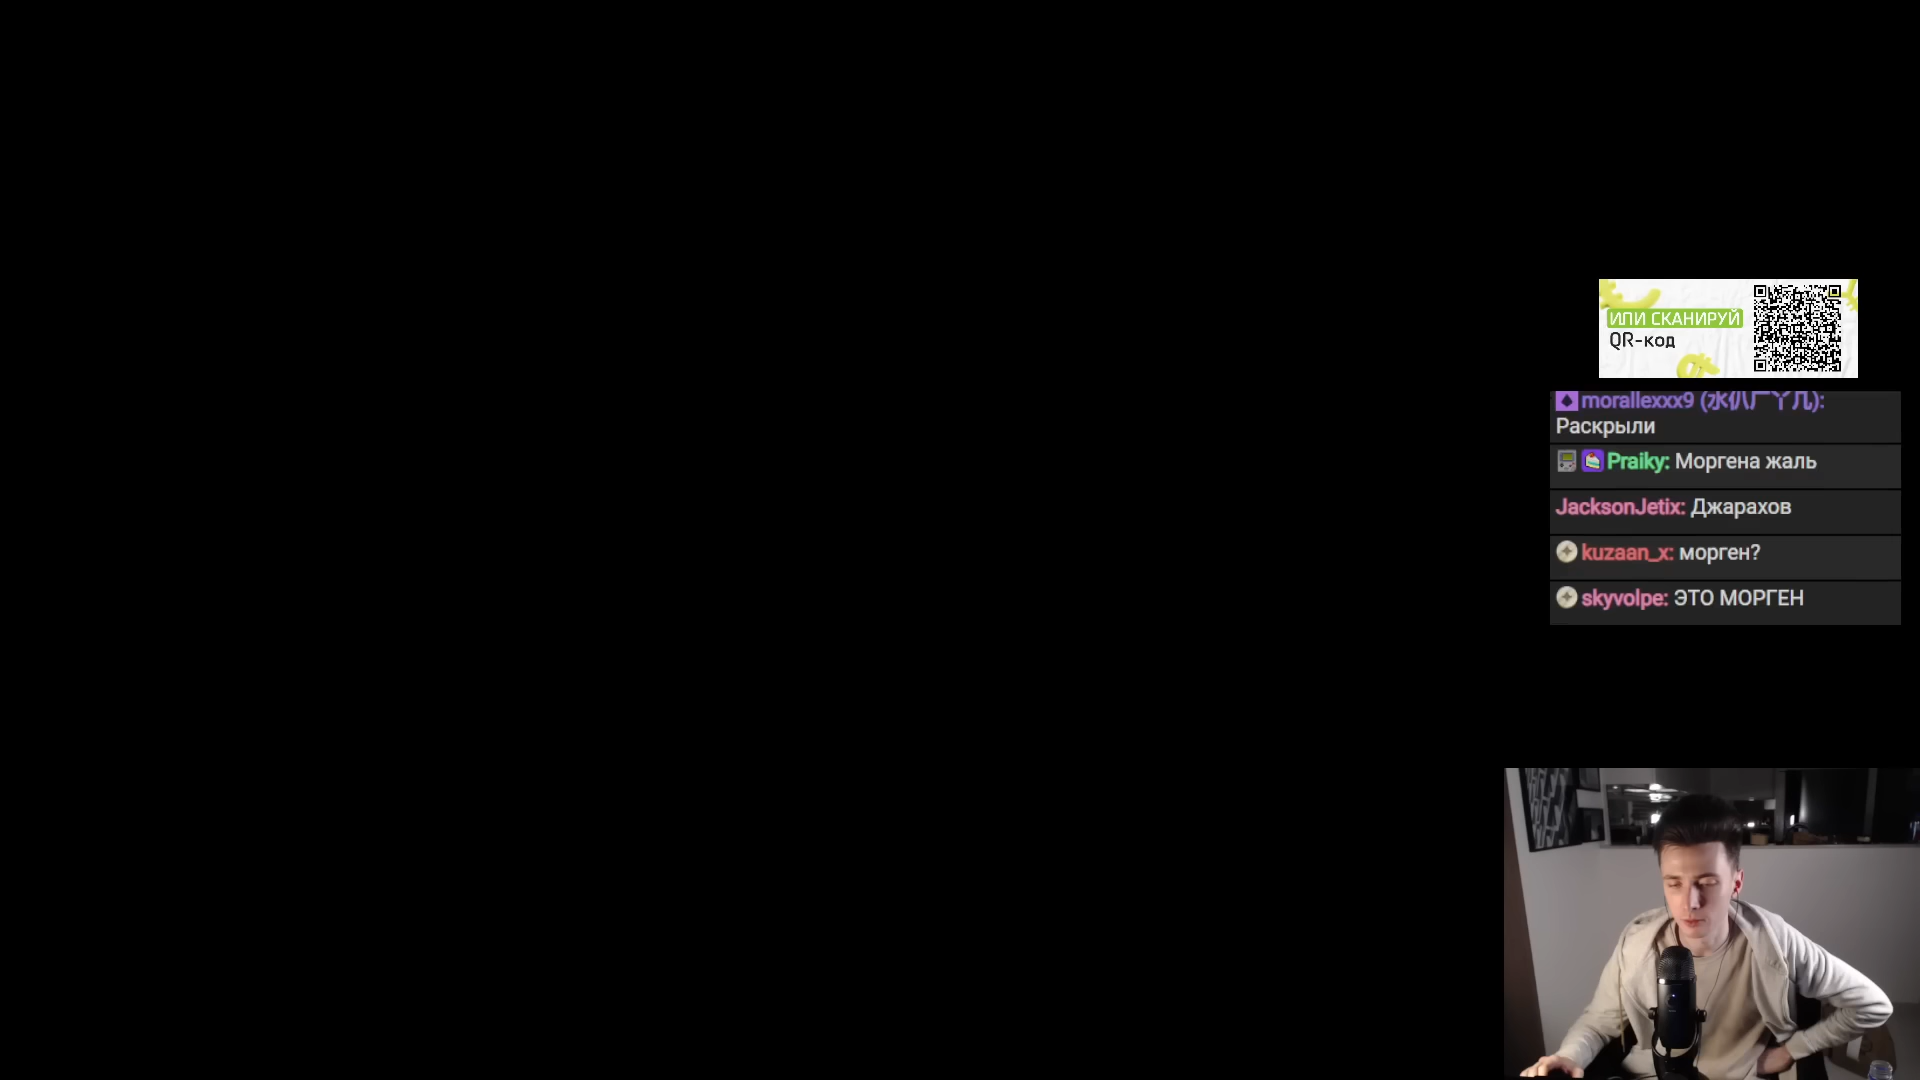 ИЛИ СКАНИРУЙ
QR-код
morallexxx9
Раскрыли
Praiky: Моргена жаль
JacksonJetix: Джарахов
kuzaan_x: морген?
skyvolpe: ЭТО МОРГЕН